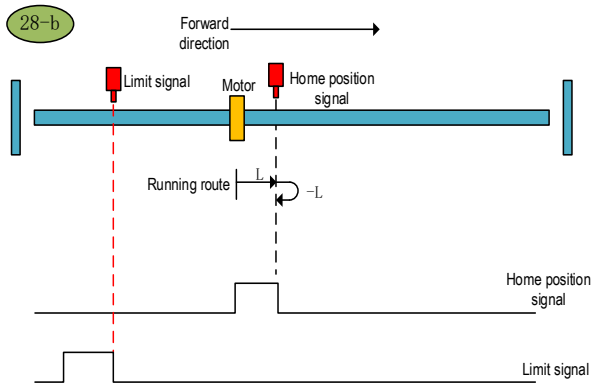 28-b
Forward
direction
Limit signal
Motor
Home position
signal
Running route
L
-L
Home position
signal
Limit signal